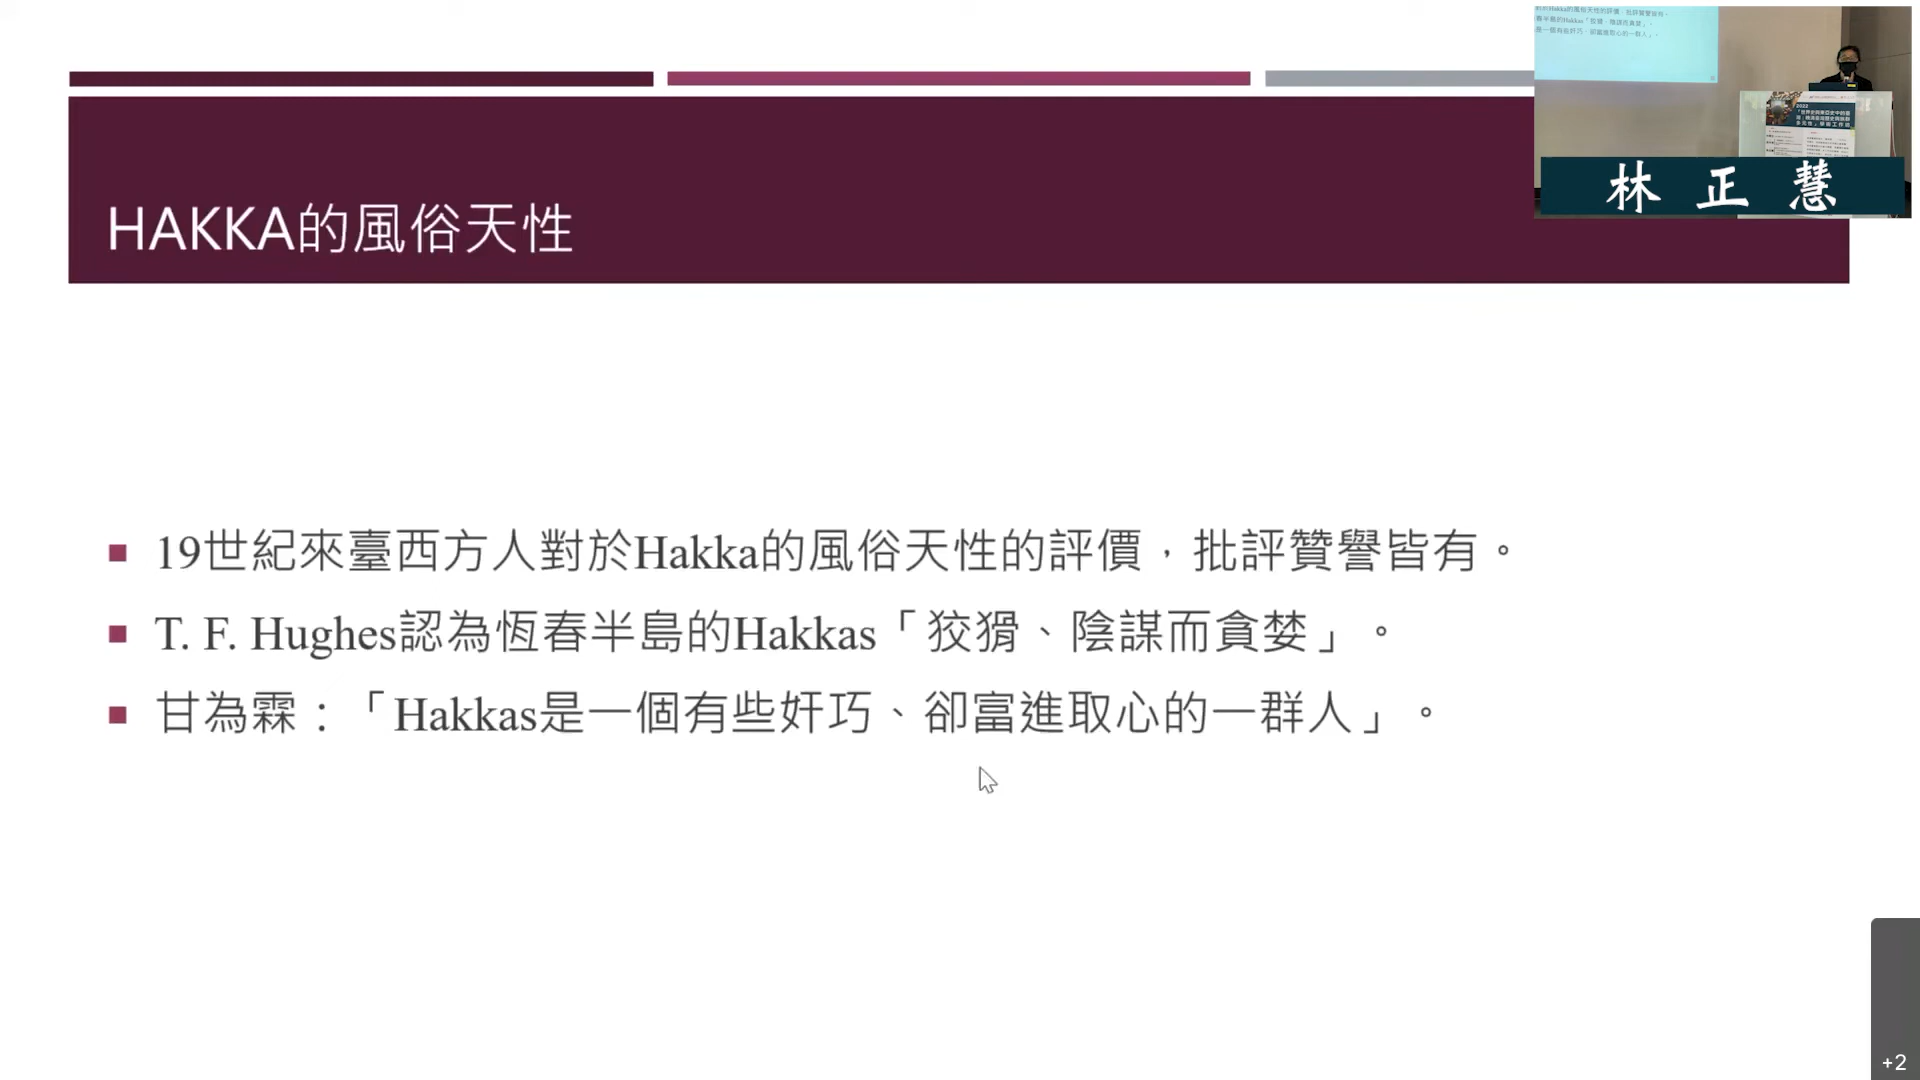 HAKKA的風俗天性
19世紀來臺西方人對於Hakka的風俗天性的評價，批評贊譽皆有。
T. F. Hughes認為恆春半島的Hakkas「狡猾、陰謀而貪婪」。
甘為霖：「Hakkas是一個有些奸巧、卻富進取心的一群人」。
林 正 慧
2022
+2